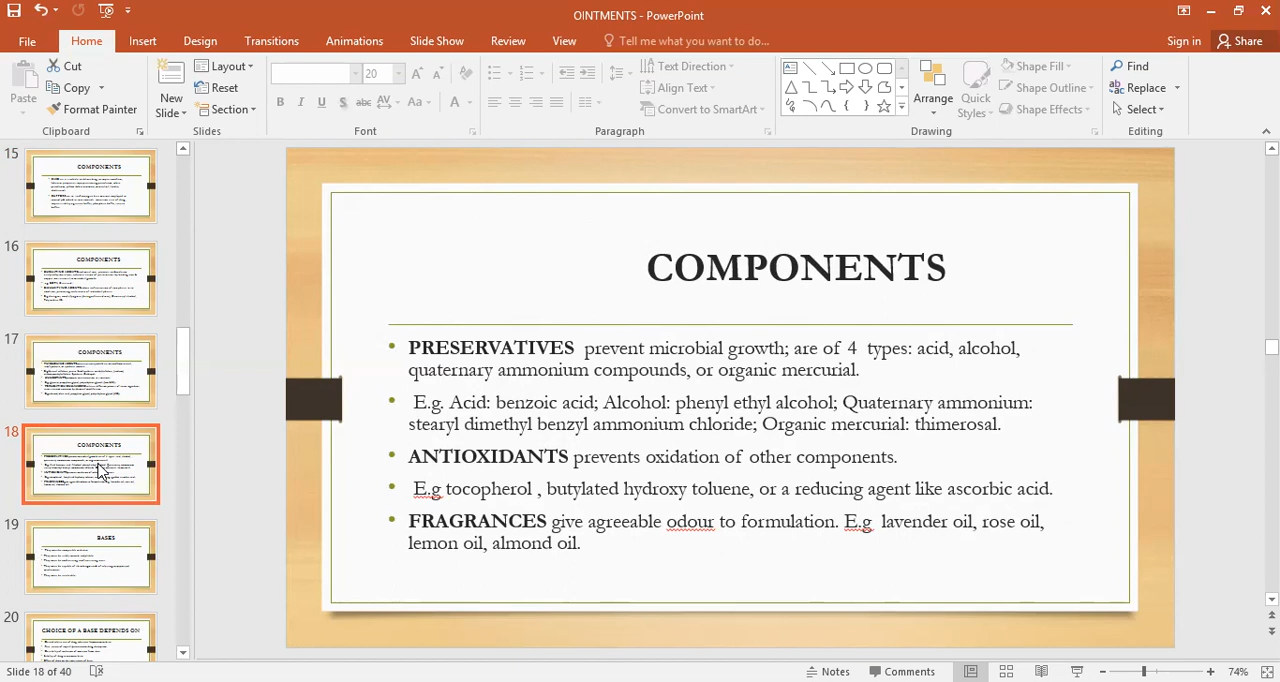 OINTMENTS - PowerPoint
File Home Insert Design Transitions Animations Slide Show Review View Tell me what you want to do... Sign in Share
Paste Cut Copy Format Painter
Clipboard
New Slide Layout Reset Section
Slides
20
B I U S abc AV Aa A
Font
Text Direction Align Text Convert to SmartArt
Paragraph
Arrange Quick Styles Shape Fill Shape Outline Shape Effects
Drawing
Find Replace Select
Editing
15
COMPONENTS
16
COMPONENTS
17
COMPONENTS
18
COMPONENTS
19
BASES
20
CHOICE OF A BASE DEPENDS ON
COMPONENTS
• PRESERVATIVES prevent microbial growth; are of 4 types: acid, alcohol,
quaternary ammonium compounds, or organic mercurial.
• E.g. Acid: benzoic acid; Alcohol: phenyl ethyl alcohol; Quaternary ammonium:
stearyl dimethyl benzyl ammonium chloride; Organic mercurial: thimerosal.
• ANTIOXIDANTS prevents oxidation of other components.
• E.g tocopherol , butylated hydroxy toluene, or a reducing agent like ascorbic acid.
• FRAGRANCES give agreeable odour to formulation. E.g lavender oil, rose oil,
lemon oil, almond oil.
Slide 18 of 40 Notes Comments 74%